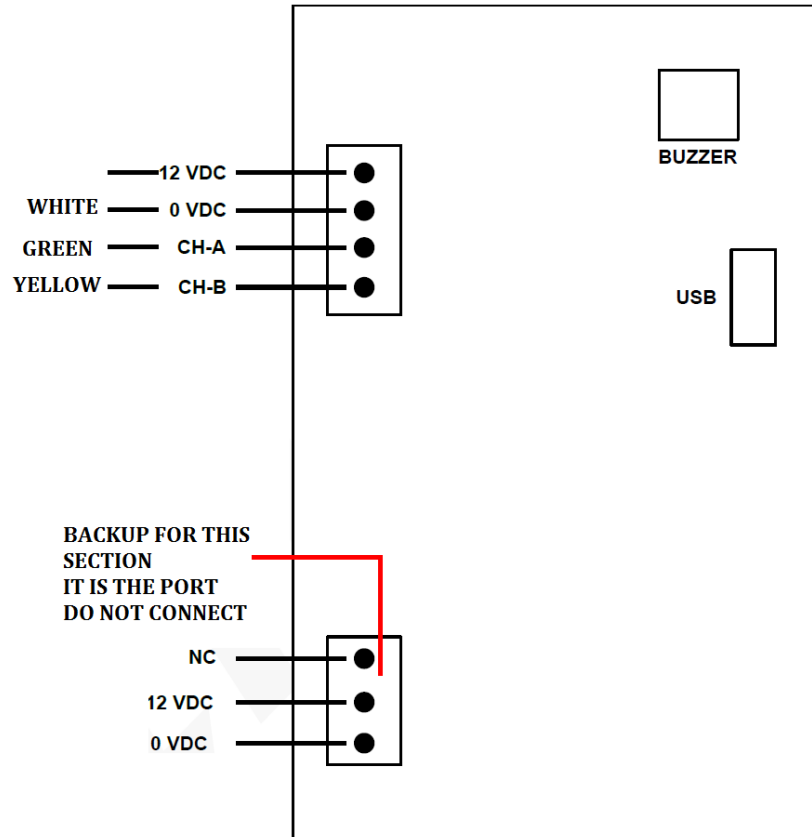 BUZZER
12 VDC
WHITE 0 VDC
GREEN CH-A
YELLOW CH-B
USB
BACKUP FOR THIS
SECTION
IT IS THE PORT
DO NOT CONNECT
NC
12 VDC
0 VDC